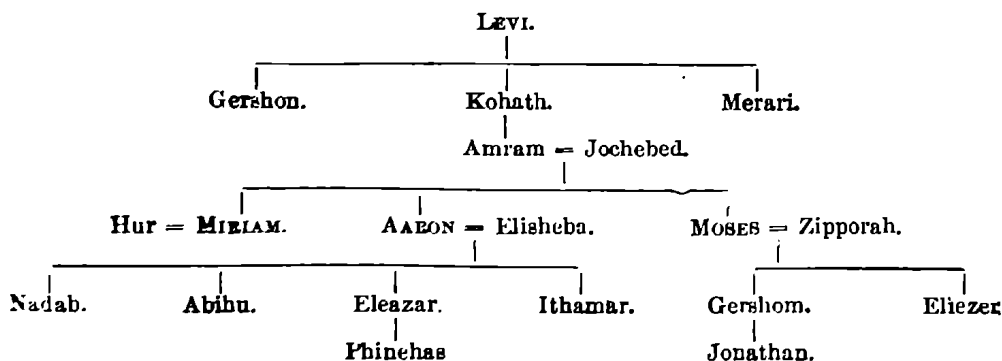 LEVI.
Gershon. Kohath. Merari.
Amram = Jochebed.
Hur = MIRIAM. AARON = Elisheba. MOSES = Zipporah.
Nadab. Abihu. Eleazar. Ithamar. Gershom. Eliezer.
Phinehas Jonathan.